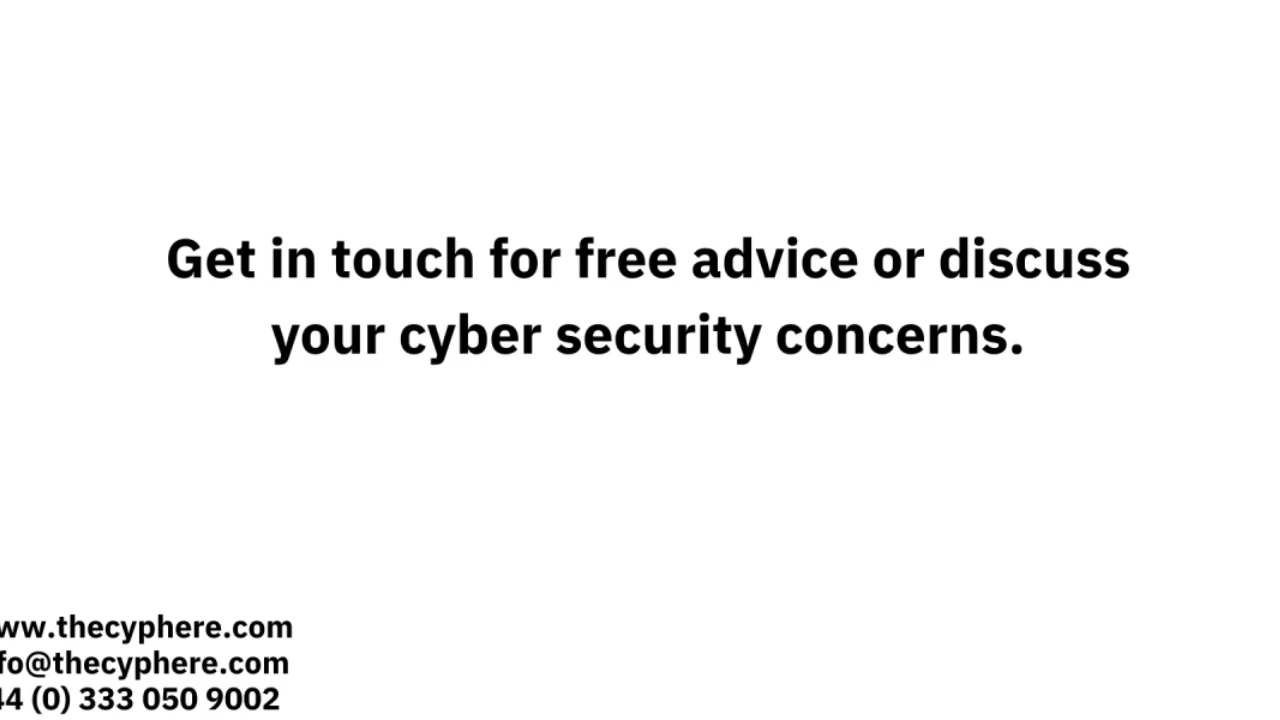 Get in touch for free advice or discuss
your cyber security concerns.
ww.thecyphere.com
fo@thecyphere.com
44 (0) 333 050 9002